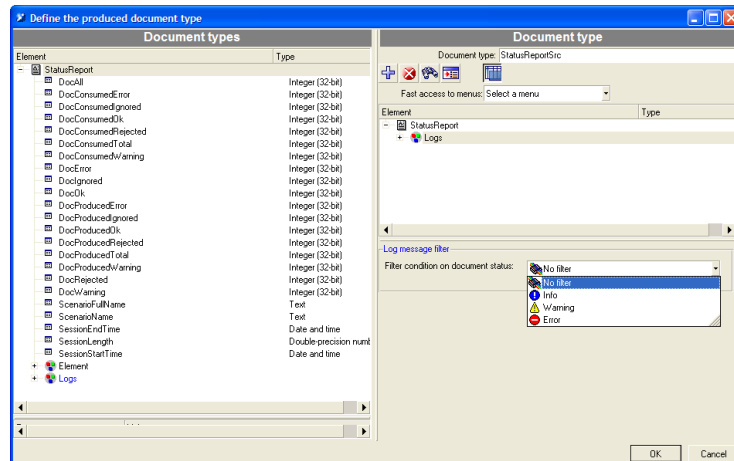 Define the produced document type
Document types
Element Type
StatusReport
DocAll Integer (32-bit)
DocConsumedError Integer (32-bit)
DocConsumedIgnored Integer (32-bit)
DocConsumedOk Integer (32-bit)
DocConsumedRejected Integer (32-bit)
DocConsumedTotal Integer (32-bit)
DocConsumedWarning Integer (32-bit)
DocError Integer (32-bit)
DocIgnored Integer (32-bit)
DocOk Integer (32-bit)
DocProducedError Integer (32-bit)
DocProducedIgnored Integer (32-bit)
DocProducedOk Integer (32-bit)
DocProducedRejected Integer (32-bit)
DocProducedTotal Integer (32-bit)
DocProducedWarning Integer (32-bit)
DocRejected Integer (32-bit)
DocWarning Integer (32-bit)
ScenarioFullName Text
ScenarioName Text
SessionEndTime Date and time
SessionLength Double-precision numb
SessionStartTime Date and time
Element
Logs
Document type
Document type: StatusReportSrc
Fast access to menus: Select a menu
Element Type
StatusReport
Logs
Log message filter
Filter condition on document status: No filter
No filter
Info
Warning
Error
OK Cancel